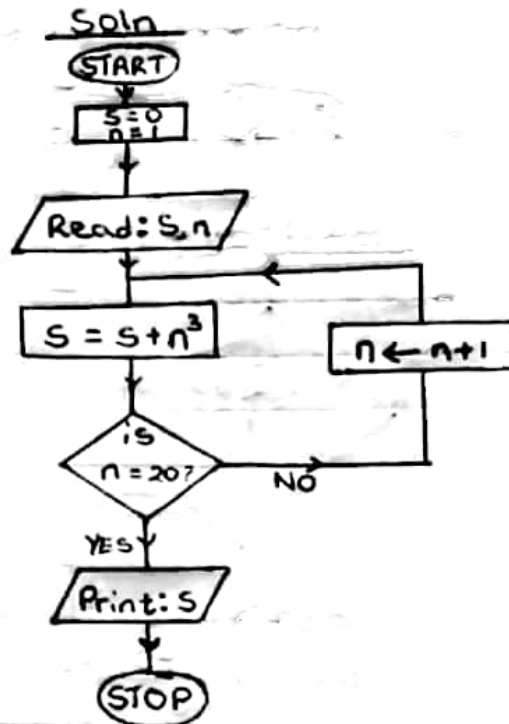 Soln
START
S=0
n=1
Read: S,n
S = S+n³
n ← n+1
is
n = 20?
NO
YES
Print: S
STOP